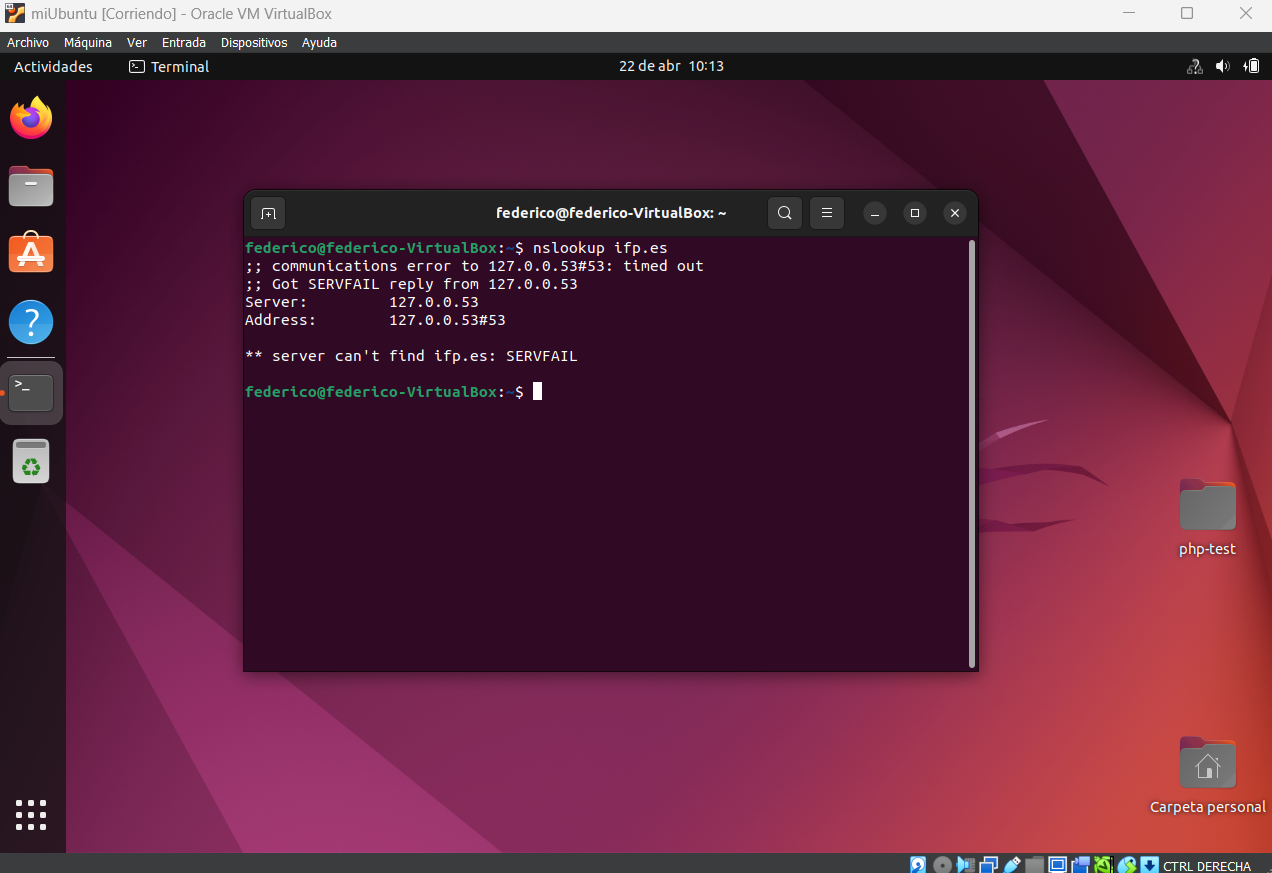 miUbuntu [Corriendo] - Oracle VM VirtualBox
Archivo Máquina Ver Entrada Dispositivos Ayuda
Actividades Terminal 22 de abr 10:13
federico@federico-VirtualBox: ~
federico@federico-VirtualBox:~$ nslookup ifp.es
;; communications error to 127.0.0.53#53: timed out
;; Got SERVFAIL reply from 127.0.0.53
Server: 127.0.0.53
Address: 127.0.0.53#53
** server can't find ifp.es: SERVFAIL
federico@federico-VirtualBox:~$
php-test
Carpeta personal
CTRL DERECHA